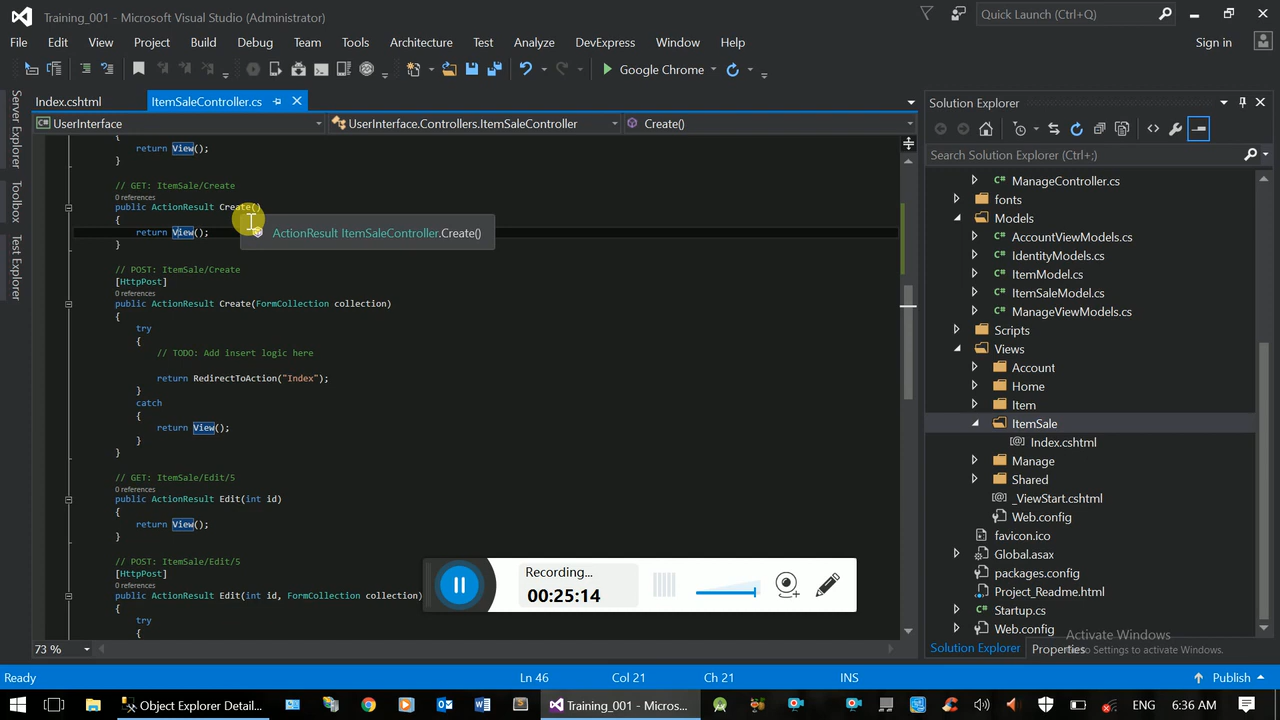 Training_001 - Microsoft Visual Studio (Administrator)
Quick Launch (Ctrl+Q)
File Edit View Project Build Debug Team Tools Architecture Test Analyze DevExpress Window Help
Sign in
Google Chrome
Server Explorer
Toolbox
Test Explorer
Index.cshtml
ItemSaleController.cs
UserInterface
UserInterface.Controllers.ItemSaleController
Create()
{
return View();
}
// GET: ItemSale/Create
0 references
public ActionResult Create()
{
return View();
}
ActionResult ItemSaleController.Create()
// POST: ItemSale/Create
[HttpPost]
0 references
public ActionResult Create(FormCollection collection)
{
try
{
// TODO: Add insert logic here
return RedirectToAction("Index");
}
catch
{
return View();
}
}
// GET: ItemSale/Edit/5
0 references
public ActionResult Edit(int id)
{
return View();
}
// POST: ItemSale/Edit/5
[HttpPost]
0 references
public ActionResult Edit(int id, FormCollection collection)
{
try
{
73 %
Recording...
00:25:14
Solution Explorer
Search Solution Explorer (Ctrl+;)
C# ManageController.cs
fonts
Models
C# AccountViewModels.cs
C# IdentityModels.cs
C# ItemModel.cs
C# ItemSaleModel.cs
C# ManageViewModels.cs
Scripts
Views
Account
Home
Item
ItemSale
[@] Index.cshtml
Manage
Shared
[@] _ViewStart.cshtml
Web.config
favicon.ico
Global.asax
packages.config
Project_Readme.html
C# Startup.cs
Web.config
Activate Windows
Solution Explorer Properties
to Settings to activate Windows.
Ready
Ln 46
Col 21
Ch 21
INS
Publish
Object Explorer Detail...
Training_001 - Micros...
6:36 AM